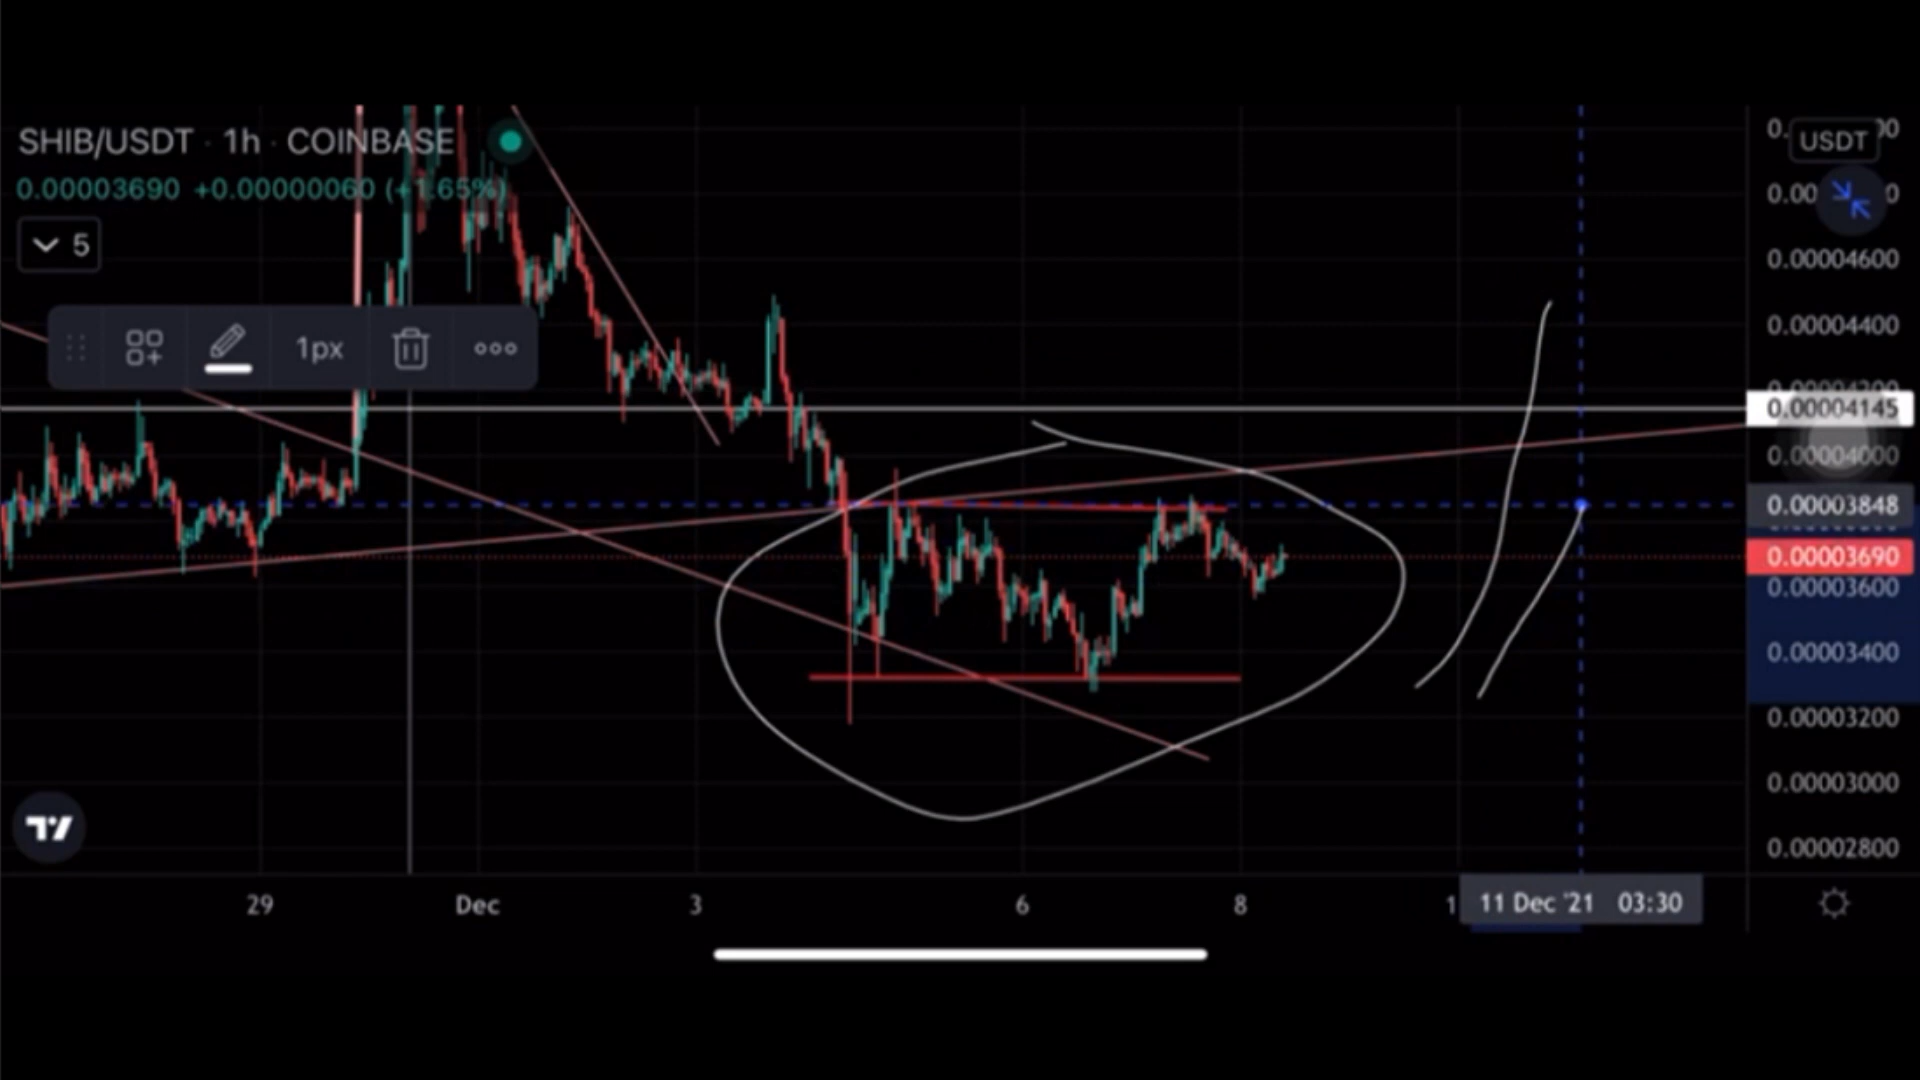 SHIB/USDT · 1h · COINBASE
0.00003690 +0.00000060 (+1.65%)
5
1px
USDT
0.00004600
0.00004400
0.00004200
0.00004145
0.00004000
0.00003848
0.00003690
0.00003600
0.00003400
0.00003200
0.00003000
0.00002800
29 Dec 3 6 8 11 Dec '21 03:30